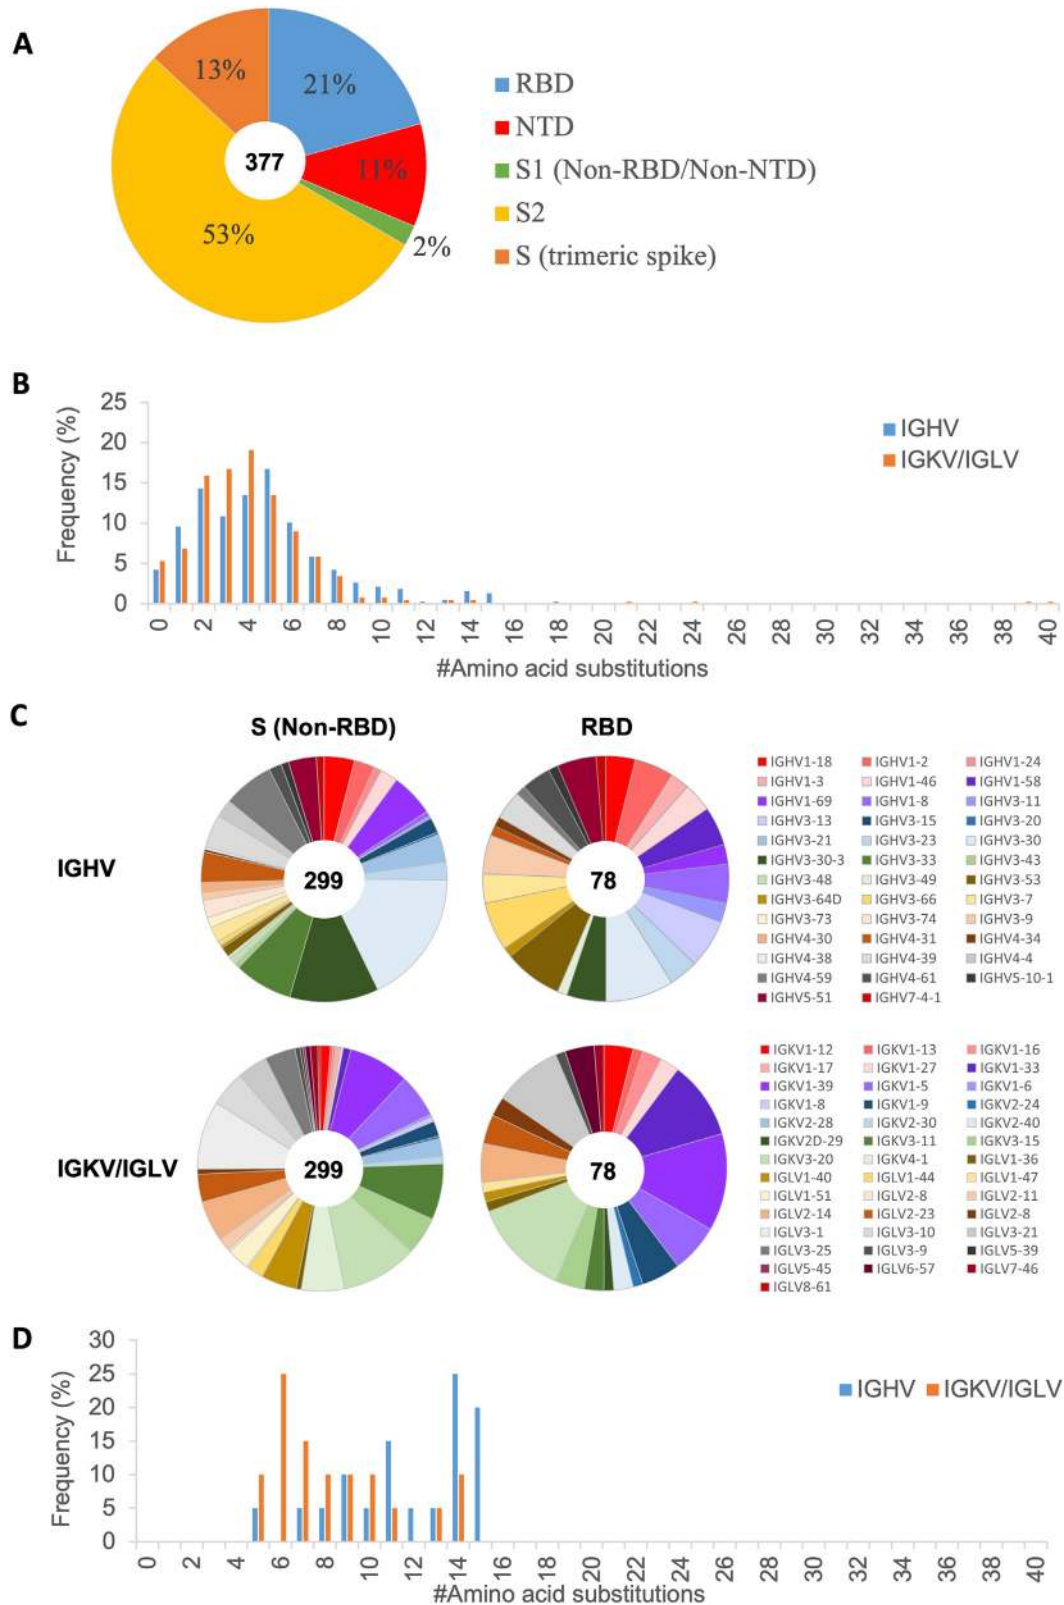 A
13%
21%
11%
2%
53%
377
RBD
NTD
S1 (Non-RBD/Non-NTD)
S2
S (trimeric spike)
B
Frequency (%)
25
20
15
10
5
0
IGHV
IGKV/IGLV
0 2 4 6 8 10 12 14 16 18 20 22 24 26 28 30 32 34 36 38 40
#Amino acid substitutions
C
S (Non-RBD) RBD
IGHV
299 78
IGHV1-18 IGHV1-2 IGHV1-24
IGHV1-3 IGHV1-46 IGHV1-58
IGHV1-69 IGHV1-8 IGHV3-11
IGHV3-13 IGHV3-15 IGHV3-20
IGHV3-21 IGHV3-23 IGHV3-30
IGHV3-30-3 IGHV3-33 IGHV3-43
IGHV3-48 IGHV3-49 IGHV3-53
IGHV3-64D IGHV3-66 IGHV3-7
IGHV3-73 IGHV3-74 IGHV3-9
IGHV4-30 IGHV4-31 IGHV4-34
IGHV4-38 IGHV4-39 IGHV4-4
IGHV4-59 IGHV4-61 IGHV5-10-1
IGHV5-51 IGHV7-4-1
IGKV/IGLV
299 78
IGKV1-12 IGKV1-13 IGKV1-16
IGKV1-17 IGKV1-27 IGKV1-33
IGKV1-39 IGKV1-5 IGKV1-6
IGKV1-8 IGKV1-9 IGKV2-24
IGKV2-28 IGKV2-30 IGKV2-40
IGKV2D-29 IGKV3-11 IGKV3-15
IGKV3-20 IGKV4-1 IGLV1-36
IGLV1-40 IGLV1-44 IGLV1-47
IGLV1-51 IGLV2-8 IGLV2-11
IGLV2-14 IGLV2-23 IGLV2-8
IGLV3-1 IGLV3-10 IGLV3-21
IGLV3-25 IGLV3-9 IGLV5-39
IGLV5-45 IGLV6-57 IGLV7-46
IGLV8-61
D
Frequency (%)
30
25
20
15
10
5
0
IGHV IGKV/IGLV
0 2 4 6 8 10 12 14 16 18 20 22 24 26 28 30 32 34 36 38 40
#Amino acid substitutions